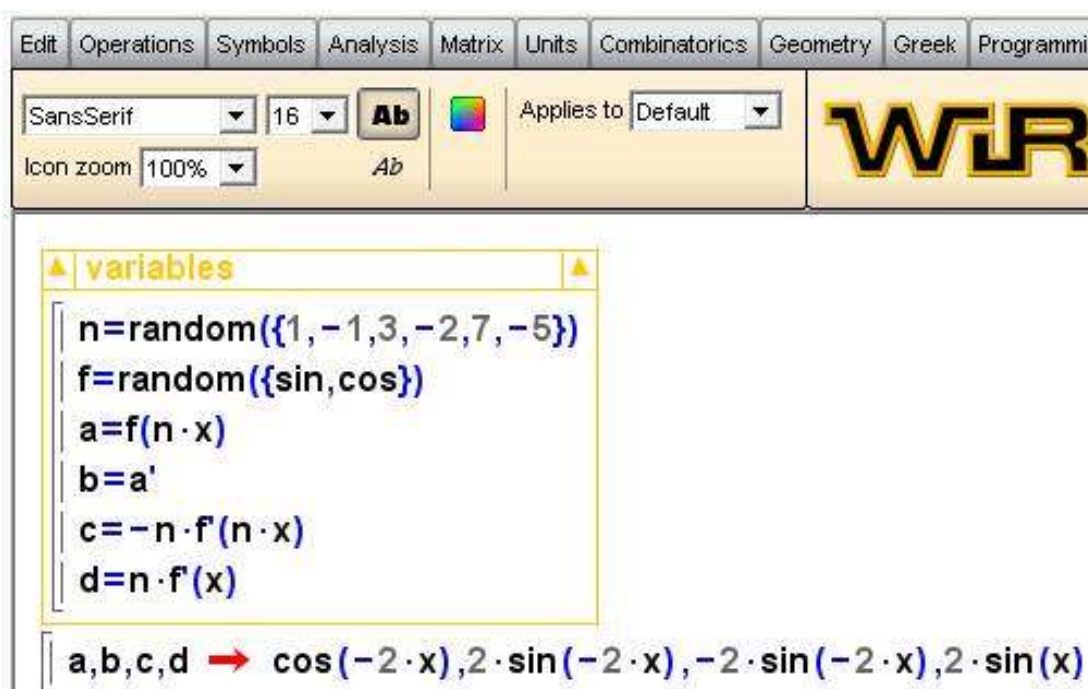 Edit Operations Symbols Analysis Matrix Units Combinatorics Geometry Greek Programmi
SansSerif 16 Ab Applies to Default
Icon zoom 100% Ab
WIR
variables
n=random({1,-1,3,-2,7,-5})
f=random({sin,cos})
a=f(n·x)
b=a'
c=-n·f'(n·x)
d=n·f'(x)
a,b,c,d → cos(-2·x),2·sin(-2·x),-2·sin(-2·x),2·sin(x)